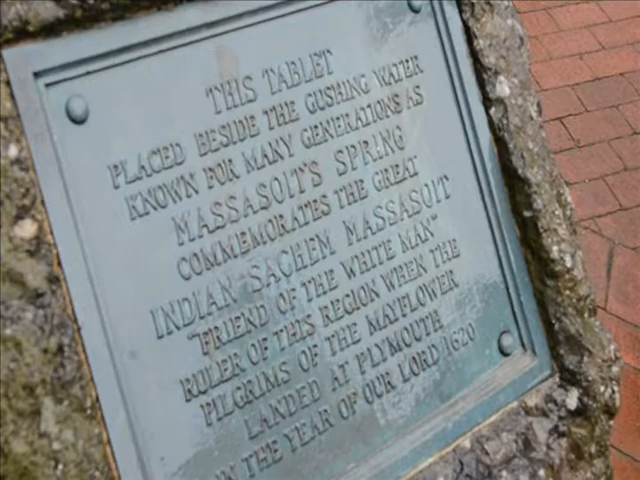 THIS TABLET
PLACED BESIDE THE GUSHING WATER
KNOWN FOR MANY GENERATIONS AS
MASSASOIT'S SPRING
COMMEMORATES THE GREAT
INDIAN SACHEM MASSASOIT
"FRIEND OF THE WHITE MAN"
RULER OF THIS REGION WHEN THE
PILGRIMS OF THE MAYFLOWER
LANDED AT PLYMOUTH
IN THE YEAR OF OUR LORD 1620